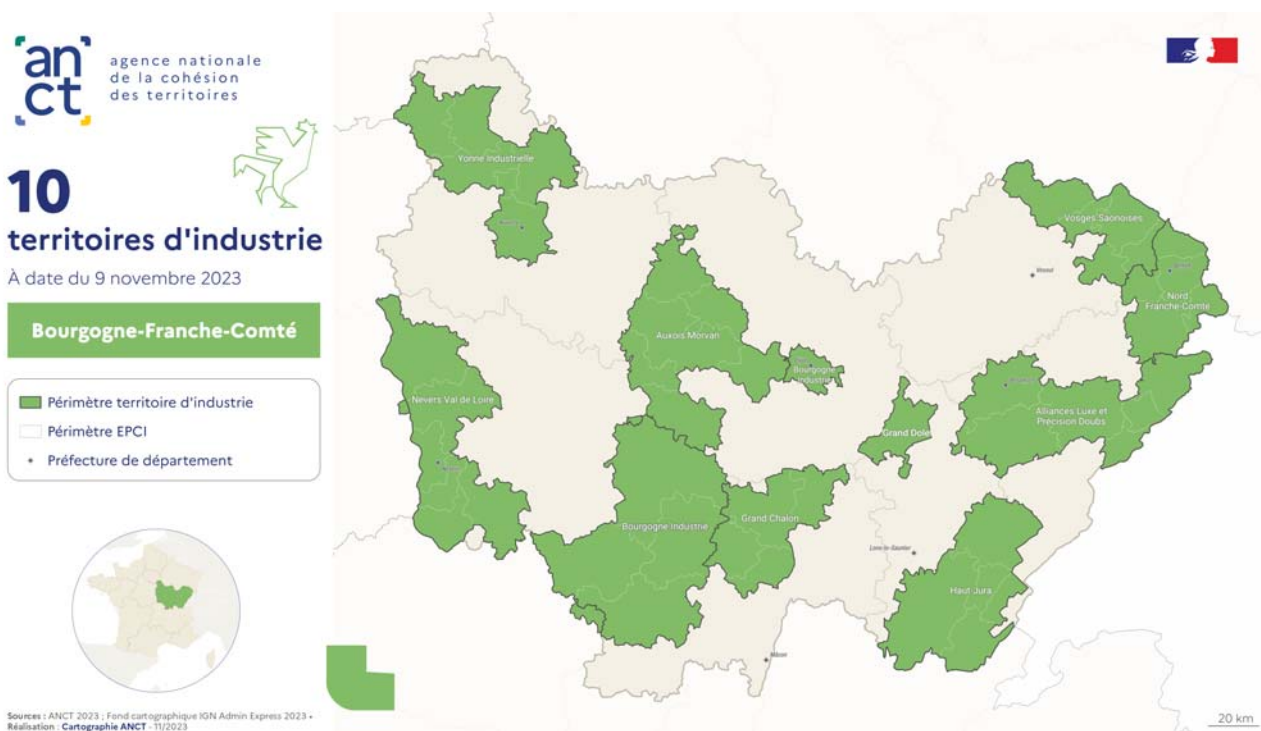 an
ct
agence nationale
de la cohésion
des territoires
10
territoires d'industrie
À date du 9 novembre 2023
Bourgogne-Franche-Comté
Périmètre territoire d'industrie
Périmètre EPCI
Préfecture de département
Sources : ANCT 2023 ; Fond cartographique IGN Admin Express 2023 •
Réalisation : Cartographie ANCT - 11/2023
Yonne Industrielle
Vosges Saônoises
Vesoul
Nord
Franche-Comté
Auxois Morvan
Bourgogne
Industrie
Nevers Val de Loire
Grand Dole
Alliances Luxe et
Précision Doubs
Bourgogne Industrie
Grand Chalon
Lons-le-Saunier
Haut-Jura
Mâcon
20 km